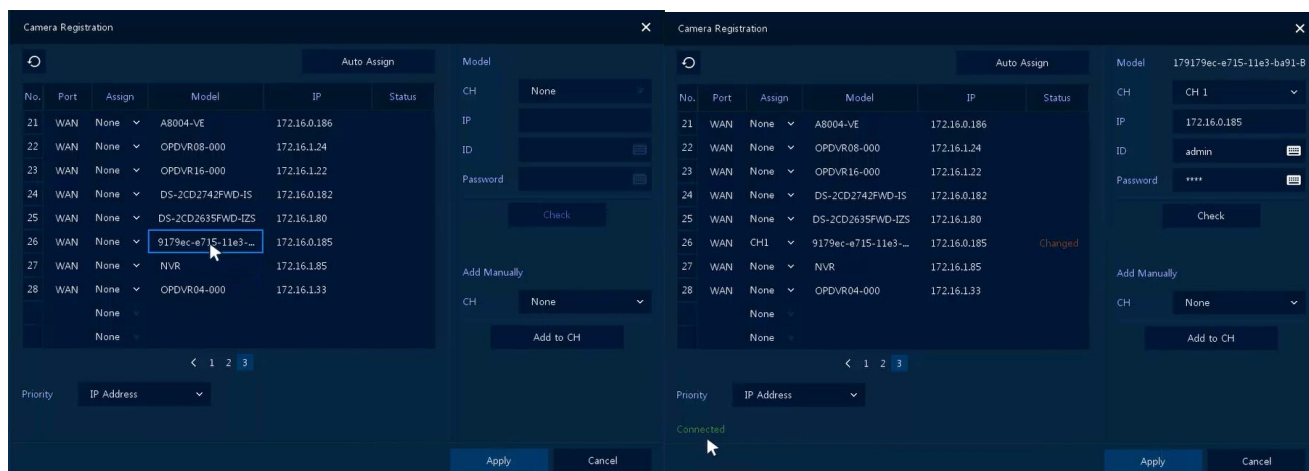 Camera Registration
Auto Assign
No. Port Assign Model IP Status
21 WAN None A8004-VE 172.16.0.186
22 WAN None OPDVR08-000 172.16.1.24
23 WAN None OPDVR16-000 172.16.1.22
24 WAN None DS-2CD2742FWD-IS 172.16.0.182
25 WAN None DS-2CD2635FWD-IZS 172.16.1.80
26 WAN None 9179ec-e715-11e3-... 172.16.0.185
27 WAN None NVR 172.16.1.85
28 WAN None OPDVR04-000 172.16.1.33
None
None
< 1 2 3
Priority IP Address
Model
CH None
IP
ID
Password
Check
Add Manually
CH None
Add to CH
Apply Cancel
Camera Registration
Auto Assign
No. Port Assign Model IP Status
21 WAN None A8004-VE 172.16.0.186
22 WAN None OPDVR08-000 172.16.1.24
23 WAN None OPDVR16-000 172.16.1.22
24 WAN None DS-2CD2742FWD-IS 172.16.0.182
25 WAN None DS-2CD2635FWD-IZS 172.16.1.80
26 WAN CH1 9179ec-e715-11e3-... 172.16.0.185 Changed
27 WAN None NVR 172.16.1.85
28 WAN None OPDVR04-000 172.16.1.33
None
None
< 1 2 3
Priority IP Address
Connected
Model 179179ec-e715-11e3-ba91-B
CH CH 1
IP 172.16.0.185
ID admin
Password ****
Check
Add Manually
CH None
Add to CH
Apply Cancel